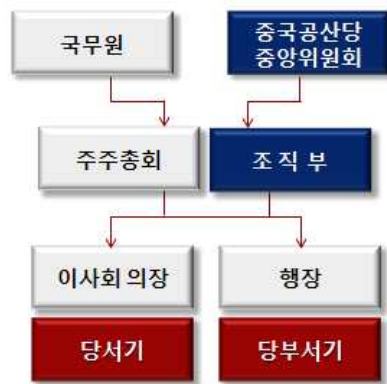 국무원
중국공산당
중앙위원회
주주총회
조직부
이사회 의장
행장
당서기
당부서기